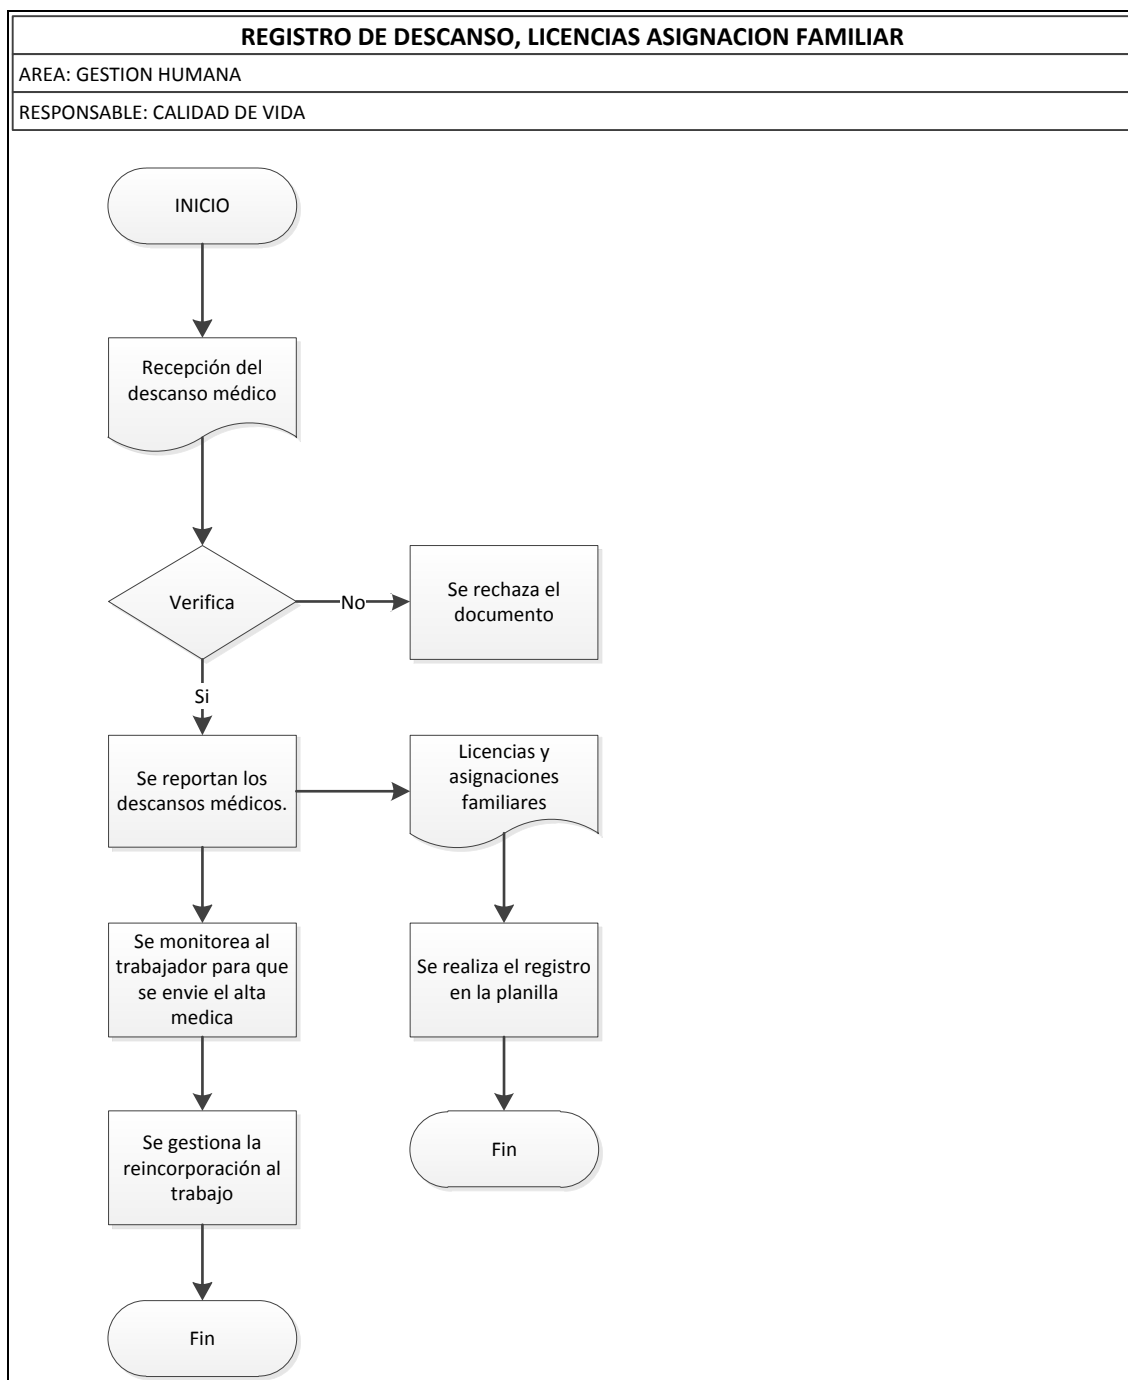 REGISTRO DE DESCANSO, LICENCIAS ASIGNACION FAMILIAR
AREA: GESTION HUMANA
RESPONSABLE: CALIDAD DE VIDA
INICIO
Recepción del
descanso médico
Verifica
No
Se rechaza el
documento
Si
Se reportan los
descansos médicos.
Licencias y
asignaciones
familiares
Se monitorea al
trabajador para que
se envie el alta
medica
Se realiza el registro
en la planilla
Se gestiona la
reincorporación al
trabajo
Fin
Fin